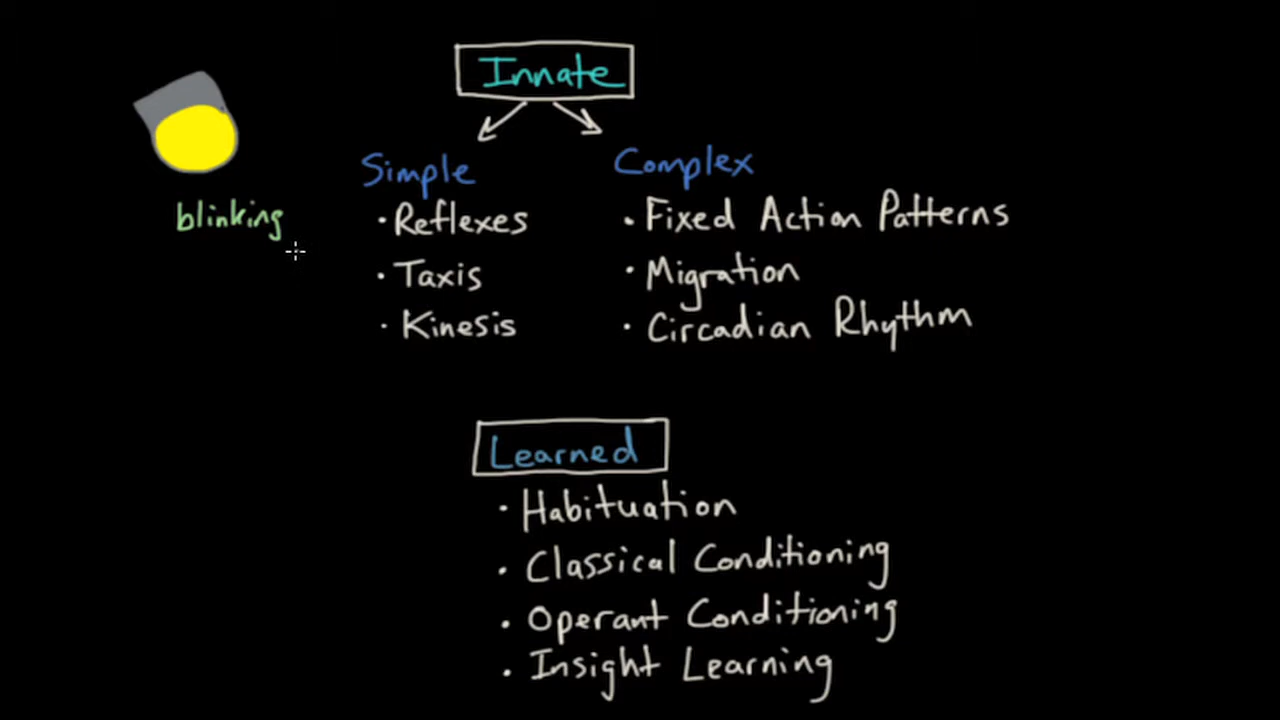 Innate
Simple
Complex
blinking
• Reflexes
• Fixed Action Patterns
• Taxis
• Migration
• Kinesis
• Circadian Rhythm
Learned
• Habituation
• Classical Conditioning
• Operant Conditioning
• Insight Learning